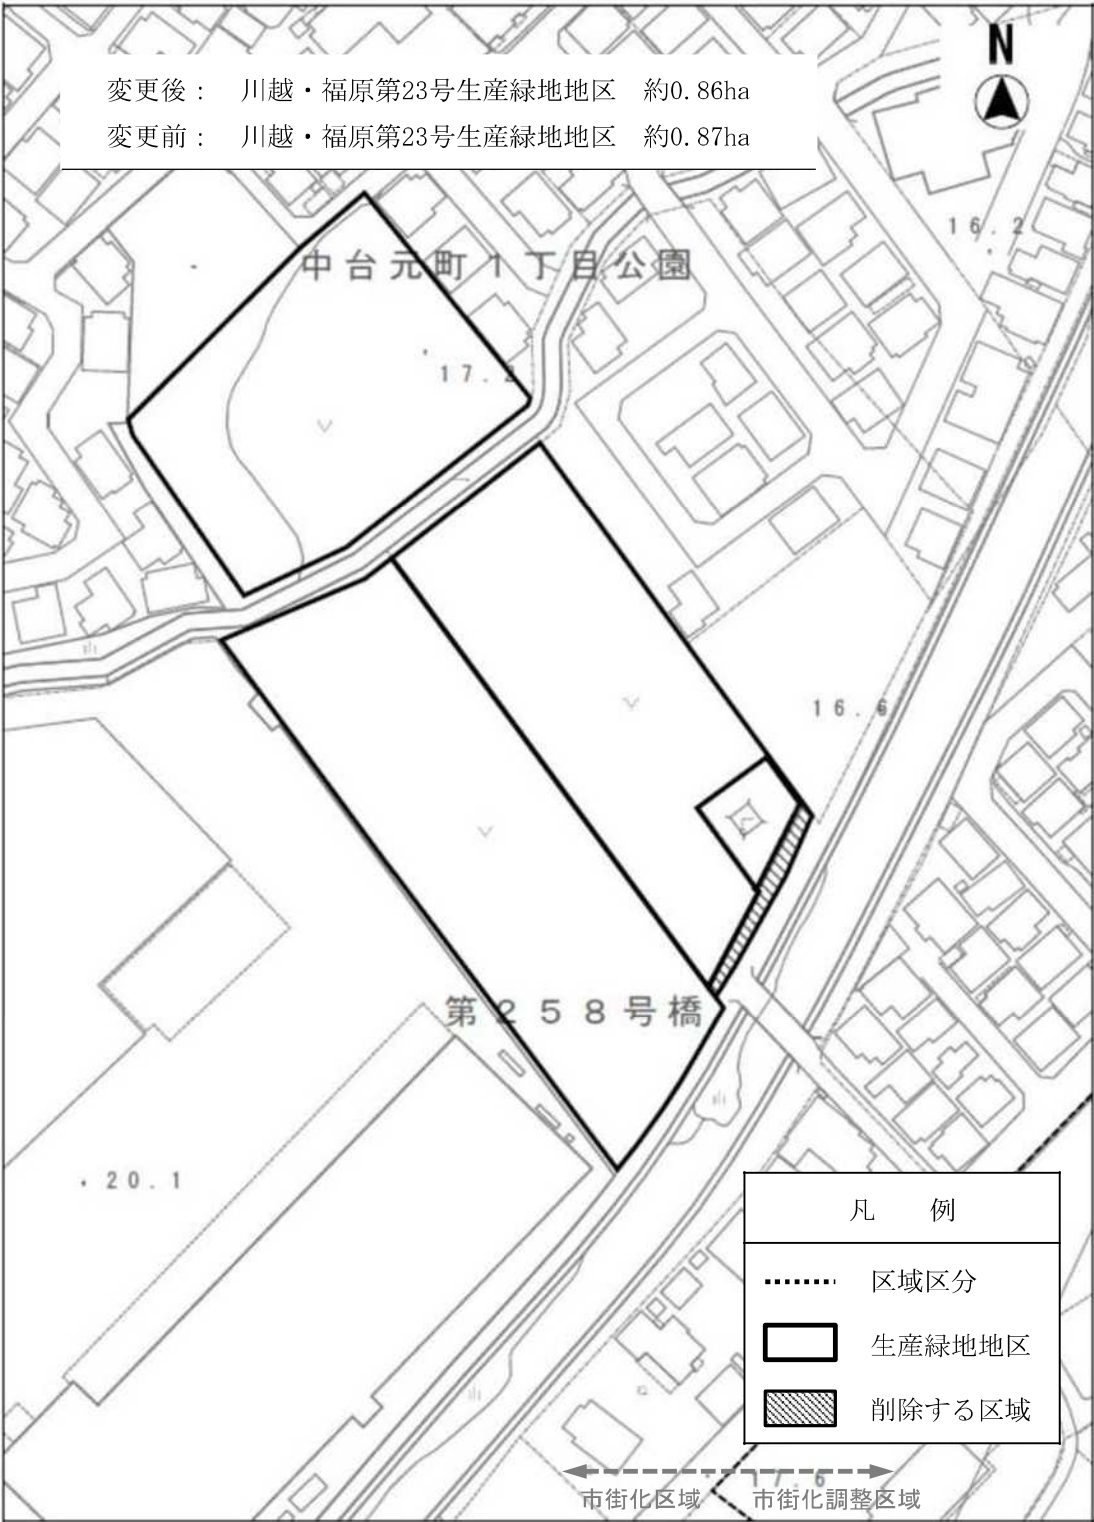 N
変更後： 川越・福原第23号生産緑地地区 約0.86ha
変更前： 川越・福原第23号生産緑地地区 約0.87ha
16.2
中台元町1丁目公園
17.2
16.6
第258号橋
20.1
凡 例
区域区分
生産緑地地区
削除する区域
17.6
市街化区域 市街化調整区域